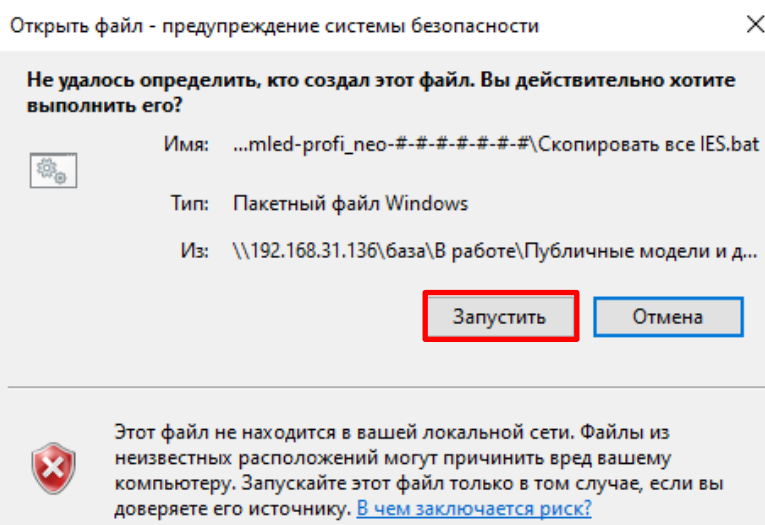 Открыть файл - предупреждение системы безопасности
Не удалось определить, кто создал этот файл. Вы действительно хотите
выполнить его?
Имя: ...mled-profi_neo-#-#-#-#-#-#-#\Скопировать все IES.bat
Тип: Пакетный файл Windows
Из: \\192.168.31.136\база\В работе\Публичные модели и д...
Запустить Отмена
Этот файл не находится в вашей локальной сети. Файлы из
неизвестных расположений могут причинить вред вашему
компьютеру. Запускайте этот файл только в том случае, если вы
доверяете его источнику. В чем заключается риск?